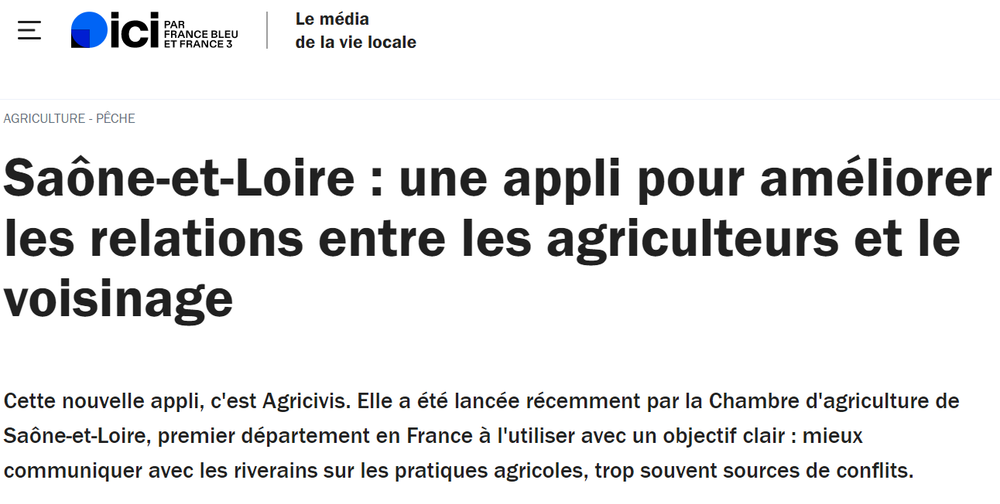 ici
PAR
FRANCE BLEU
ET FRANCE 3
Le média
de la vie locale
AGRICULTURE - PÊCHE
Saône-et-Loire : une appli pour améliorer
les relations entre les agriculteurs et le
voisinage
Cette nouvelle appli, c'est Agricivis. Elle a été lancée récemment par la Chambre d'agriculture de
Saône-et-Loire, premier département en France à l'utiliser avec un objectif clair : mieux
communiquer avec les riverains sur les pratiques agricoles, trop souvent sources de conflits.